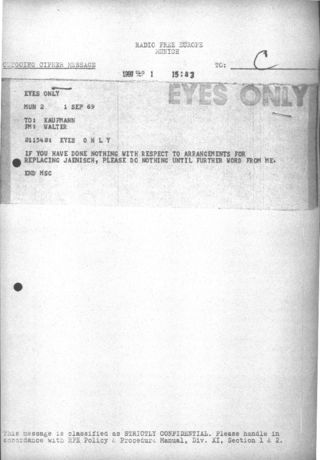 RADIO FREE EUROPE
MUNICH
OUTGOING CIPHER MESSAGE TO: C
1969 SEP 1 15:43
EYES ONLY
EYES ONLY
MUN 2 1 SEP 69
TO: KAUFMANN
FM: WALTER
011540: EYES O N L Y
IF YOU HAVE DONE NOTHING WITH RESPECT TO ARRANGEMENTS FOR
REPLACING JAENISCH, PLEASE DO NOTHING UNTIL FURTHER WORD FROM ME.
END MSG
This message is classified as STRICTLY CONFIDENTIAL. Please handle in
accordance with RFE Policy & Procedure Manual, Div. XI, Section 1 & 2.